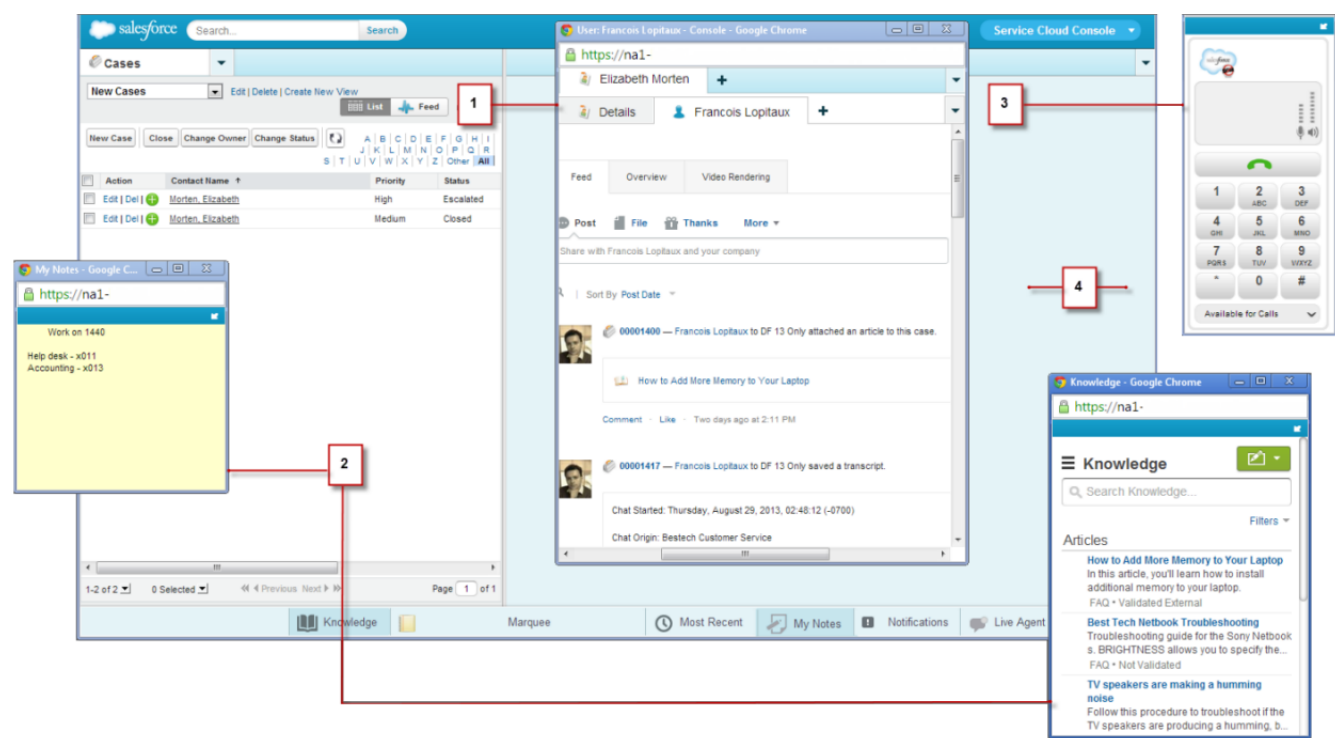 salesforce Search... Search Service Cloud Console
Cases
New Cases Edit | Delete | Create New View
List Feed
New Case Close Change Owner Change Status A | B | C | D | E | F | G | H | I
J | K | L | M | N | O | P | Q | R
S | T | U | V | W | X | Y | Z | Other | All
Action Contact Name Priority Status
Edit | Del | Morten, Elizabeth High Escalated
Edit | Del | Morten, Elizabeth Medium Closed
1-2 of 2 0 Selected Previous Next Page 1 of 1
Knowledge Marquee Most Recent My Notes Notifications Live Agent
1
2
3
4
My Notes - Google C...
https://na1-
Work on 1440
Help desk - x011
Accounting - x013
User: Francois Lopitaux - Console - Google Chrome
https://na1-
Elizabeth Morten +
Details Francois Lopitaux +
Feed Overview Video Rendering
Post File Thanks More
Share with Francois Lopitaux and your company
Sort By Post Date
00001400 — Francois Lopitaux to DF 13 Only attached an article to this case.
How to Add More Memory to Your Laptop
Comment · Like · Two days ago at 2:11 PM
00001417 — Francois Lopitaux to DF 13 Only saved a transcript.
Chat Started: Thursday, August 29, 2013, 02:48:12 (-0700)
Chat Origin: Bestech Customer Service
salesforce
1 2 3
ABC DEF
4 5 6
GHI JKL MNO
7 8 9
PQRS TUV WXYZ
* 0 #
Available for Calls
Knowledge - Google Chrome
https://na1-
Knowledge
Search Knowledge...
Filters
Articles
How to Add More Memory to Your Laptop
In this article, you'll learn how to install
additional memory to your laptop.
FAQ • Validated External
Best Tech Netbook Troubleshooting
Troubleshooting guide for the Sony Netbook
s. BRIGHTNESS allows you to specify the...
FAQ • Not Validated
TV speakers are making a humming
noise
Follow this procedure to troubleshoot if the
TV speakers are producing a humming, b...